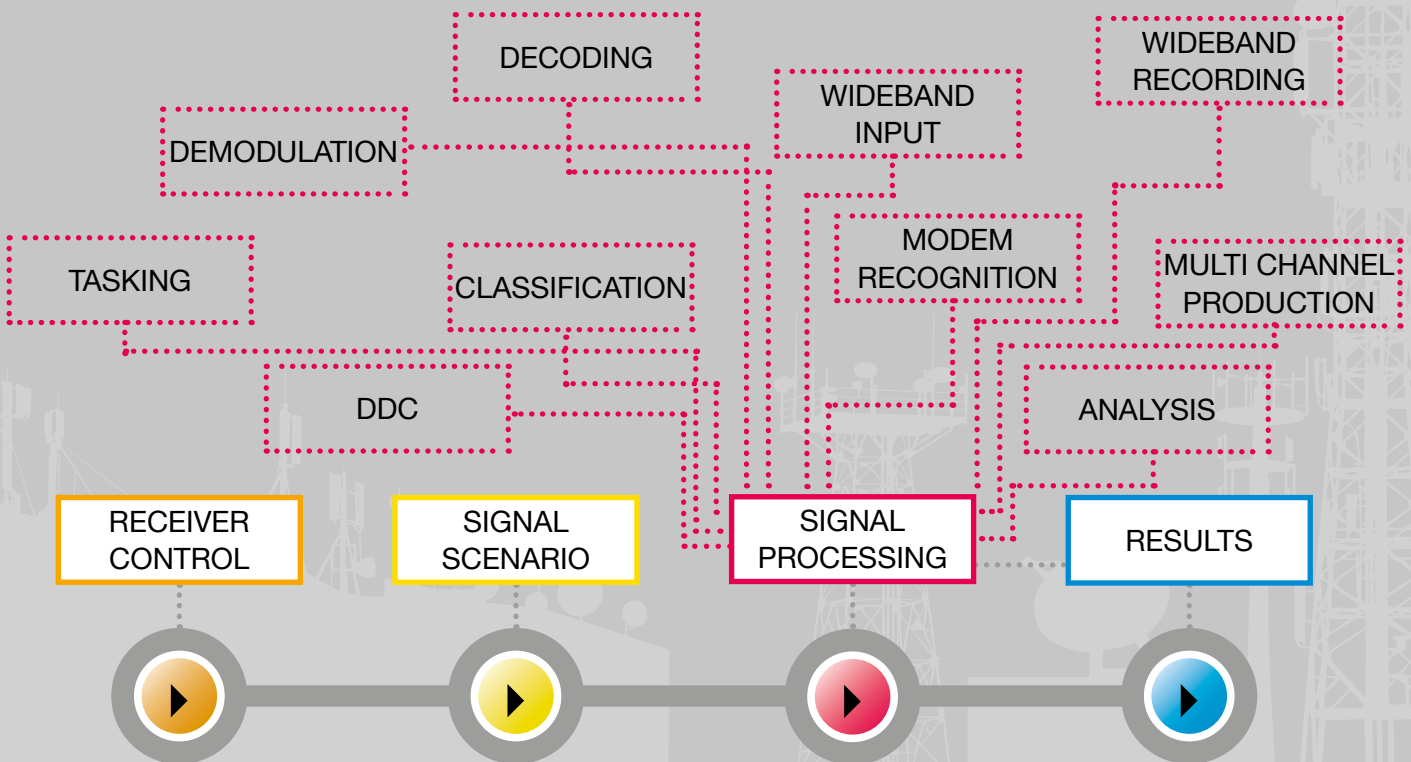 DECODING
WIDEBAND
RECORDING
WIDEBAND
INPUT
DEMODULATION
MODEM
RECOGNITION
TASKING
CLASSIFICATION
MULTI CHANNEL
PRODUCTION
DDC
ANALYSIS
RECEIVER
CONTROL
SIGNAL
SCENARIO
SIGNAL
PROCESSING
RESULTS